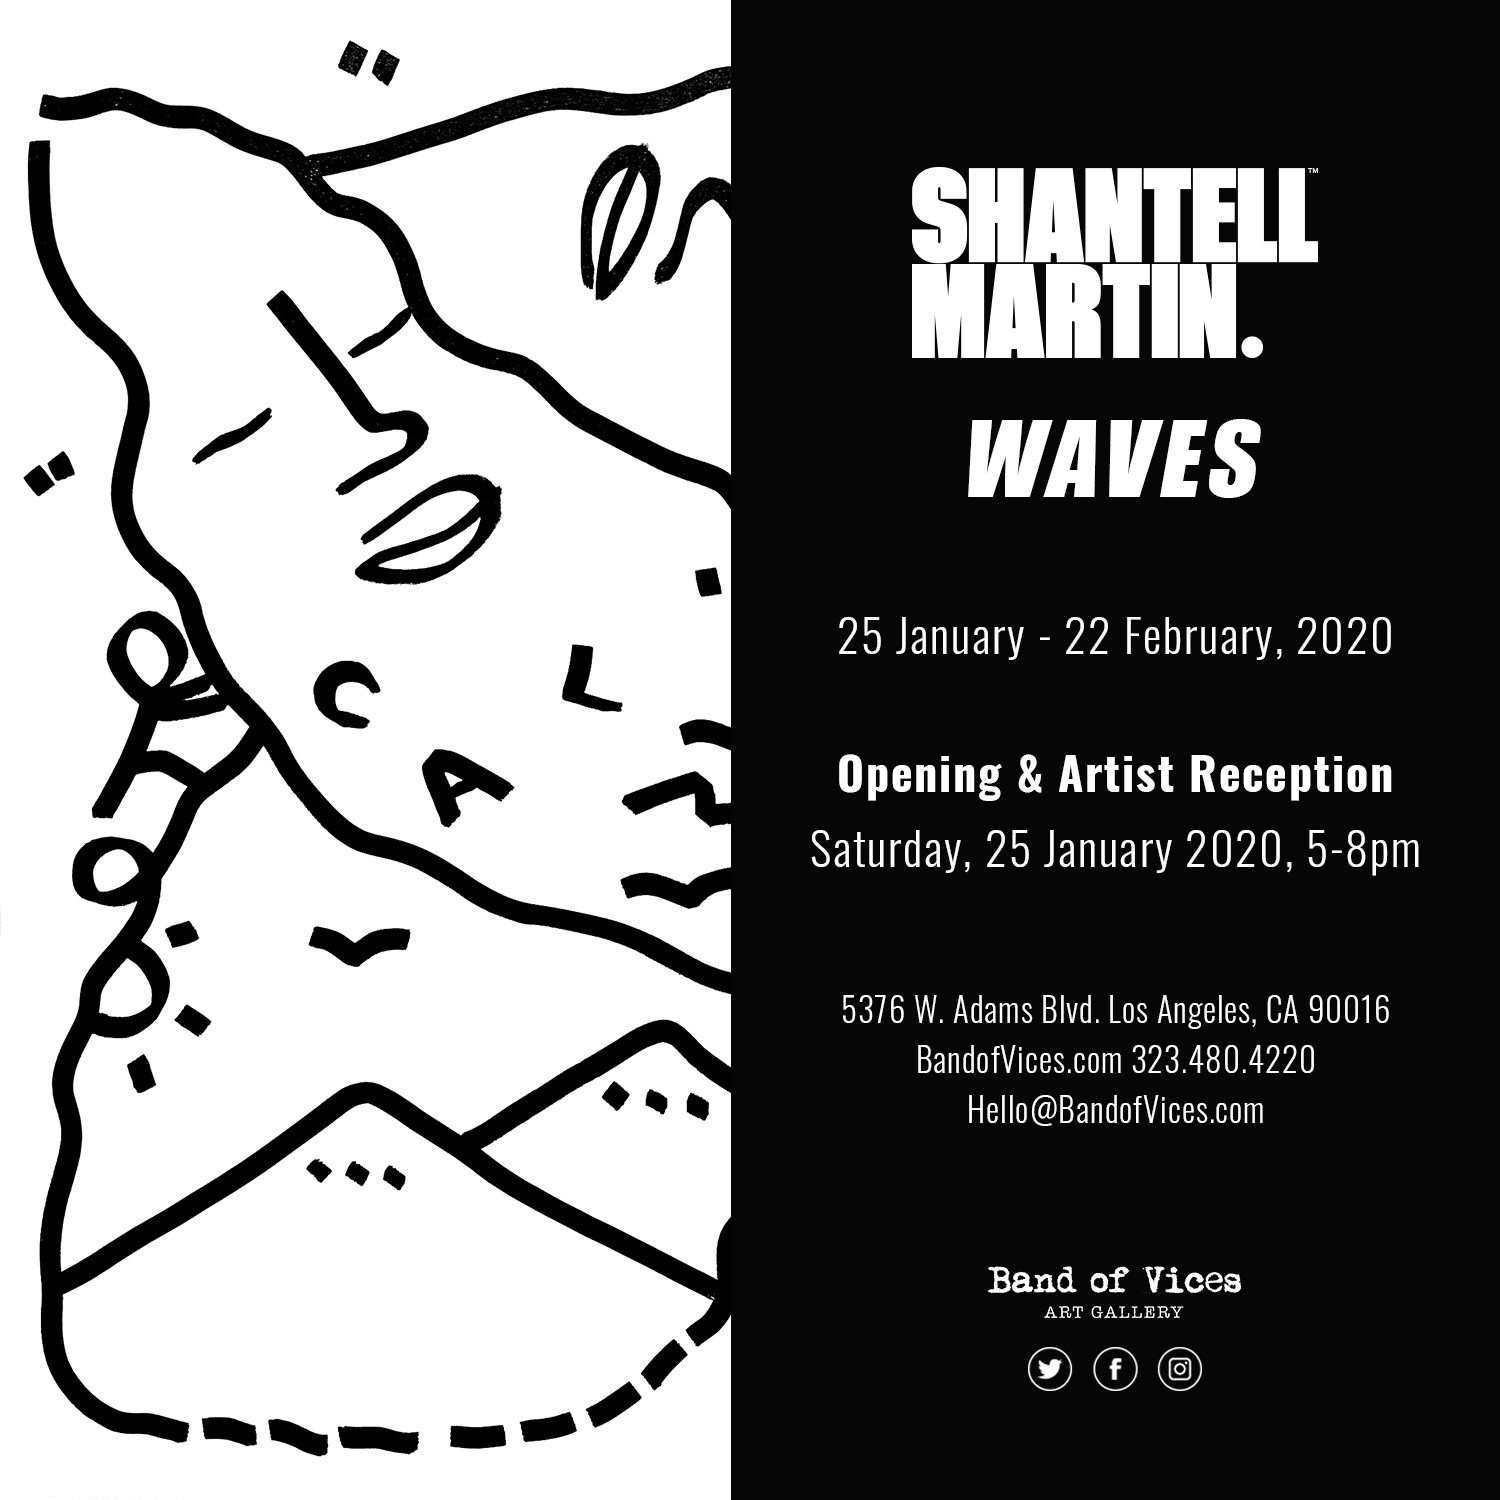 SHANTELL™
MARTIN.
WAVES
25 January - 22 February, 2020
Opening & Artist Reception
Saturday, 25 January 2020, 5-8pm
5376 W. Adams Blvd. Los Angeles, CA 90016
BandofVices.com 323.480.4220
Hello@BandofVices.com
Band of Vices
ART GALLERY
C L
A